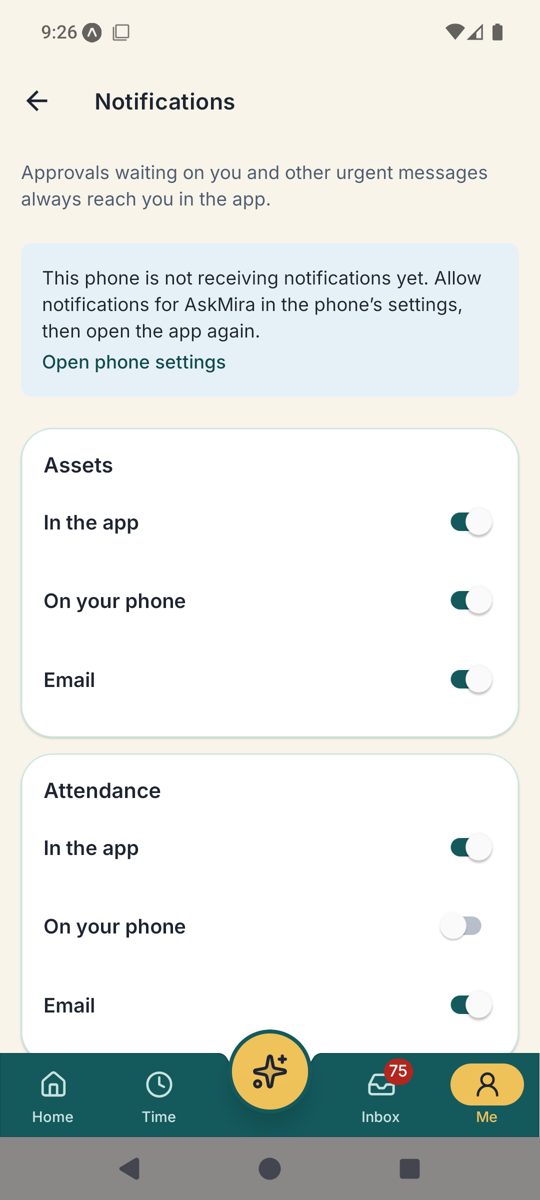 9:26
Notifications
Approvals waiting on you and other urgent messages
always reach you in the app.
This phone is not receiving notifications yet. Allow
notifications for AskMira in the phone’s settings,
then open the app again.
Open phone settings
Assets
In the app
On your phone
Email
Attendance
In the app
On your phone
Email
75
Home
Time
Inbox
Me